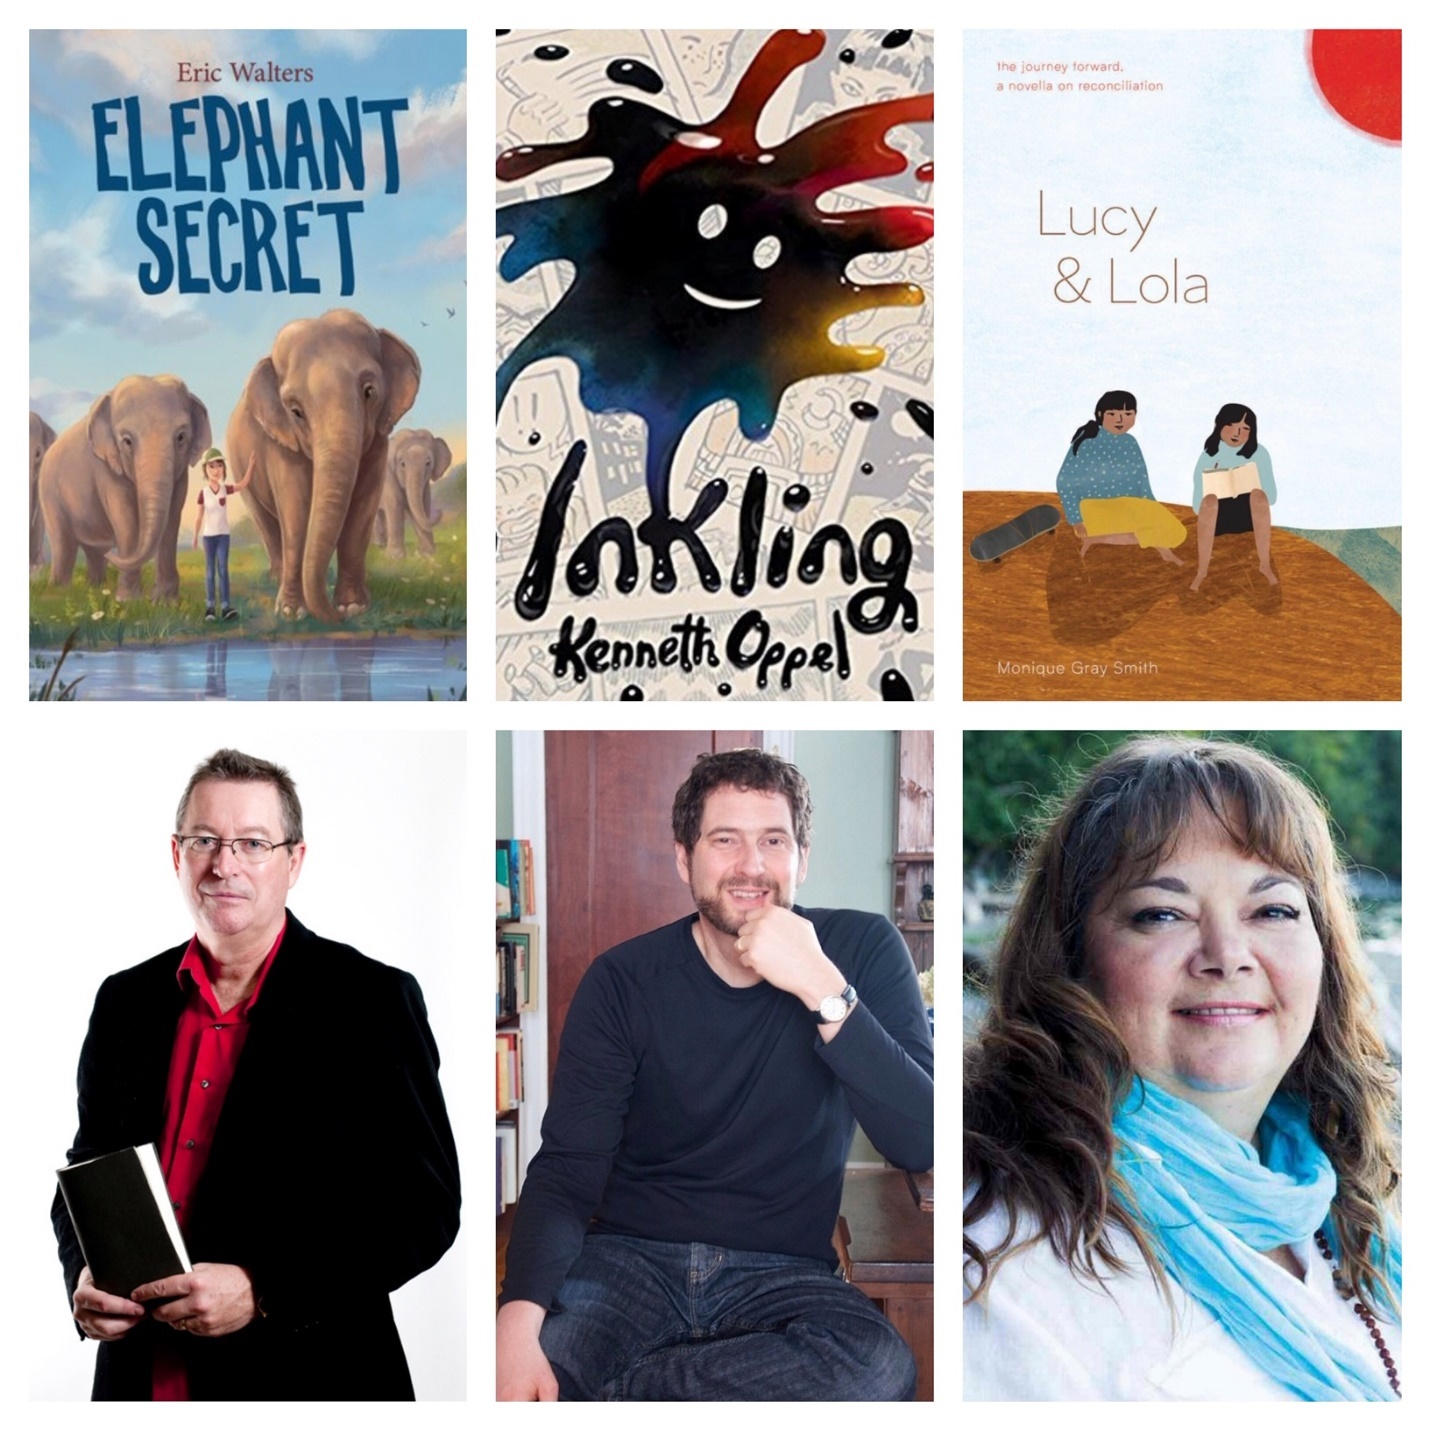 Eric Walters
ELEPHANT
SECRET
Inkling
Kenneth Oppel
the journey forward,
a novella on reconciliation
Lucy
& Lola
Monique Gray Smith